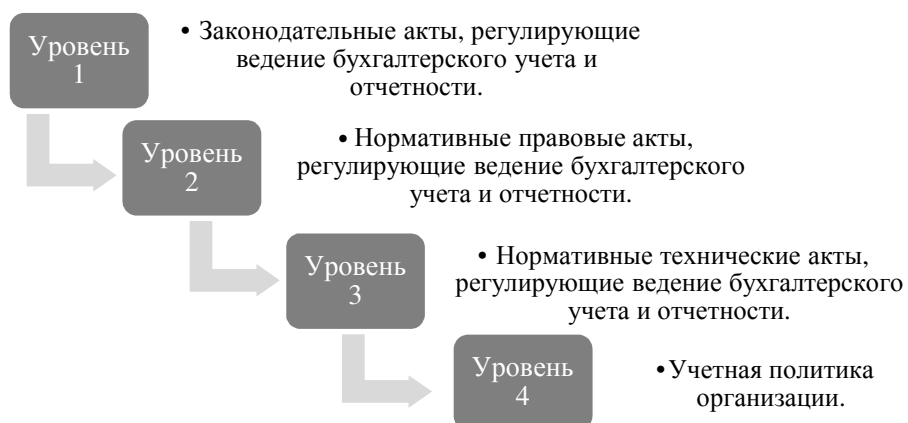 Уровень
1
• Законодательные акты, регулирующие
ведение бухгалтерского учета и
отчетности.
Уровень
2
• Нормативные правовые акты,
регулирующие ведение бухгалтерского
учета и отчетности.
Уровень
3
• Нормативные технические акты,
регулирующие ведение бухгалтерского
учета и отчетности.
Уровень
4
• Учетная политика
организации.